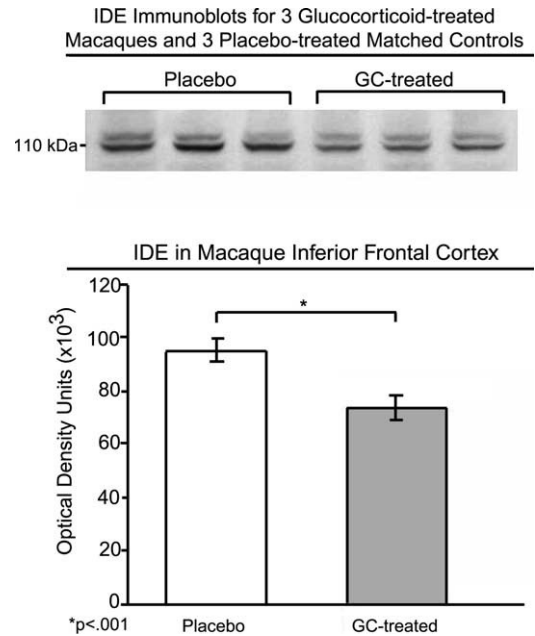 IDE Immunoblots for 3 Glucocorticoid-treated
Macaques and 3 Placebo-treated Matched Controls
Placebo GC-treated
110 kDa
IDE in Macaque Inferior Frontal Cortex
Optical Density Units (x10³)
120
100
80
60
40
20
0
*
Placebo GC-treated
*p<.001